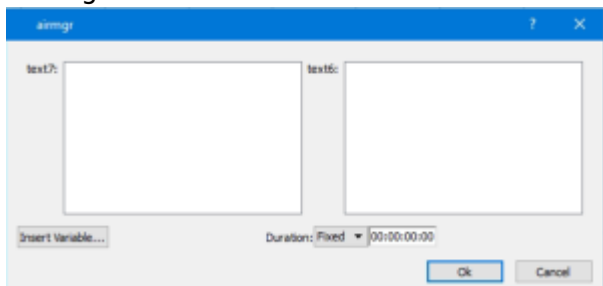 airmgr ? ×
text7: text6:
Insert Variable... Duration: Fixed 00:00:00:00
Ok Cancel